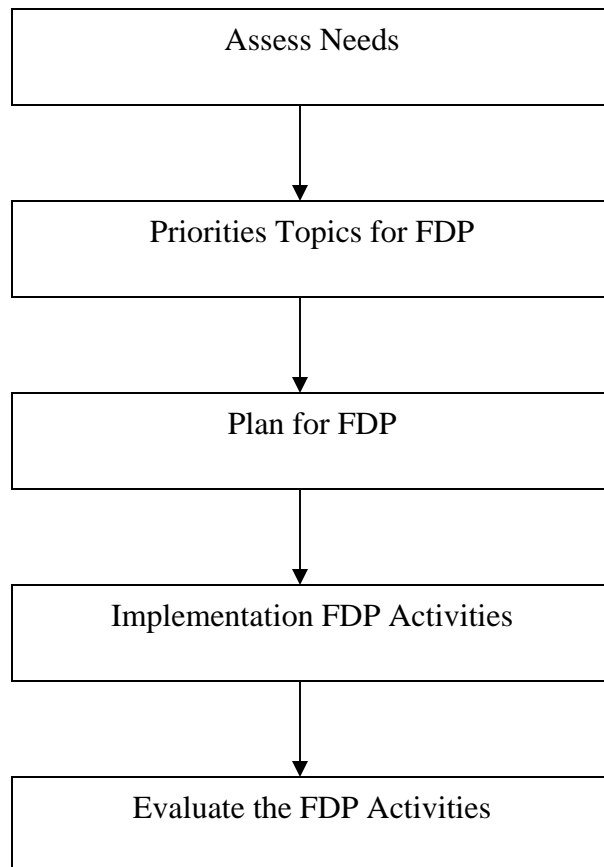 Assess Needs
Priorities Topics for FDP
Plan for FDP
Implementation FDP Activities
Evaluate the FDP Activities